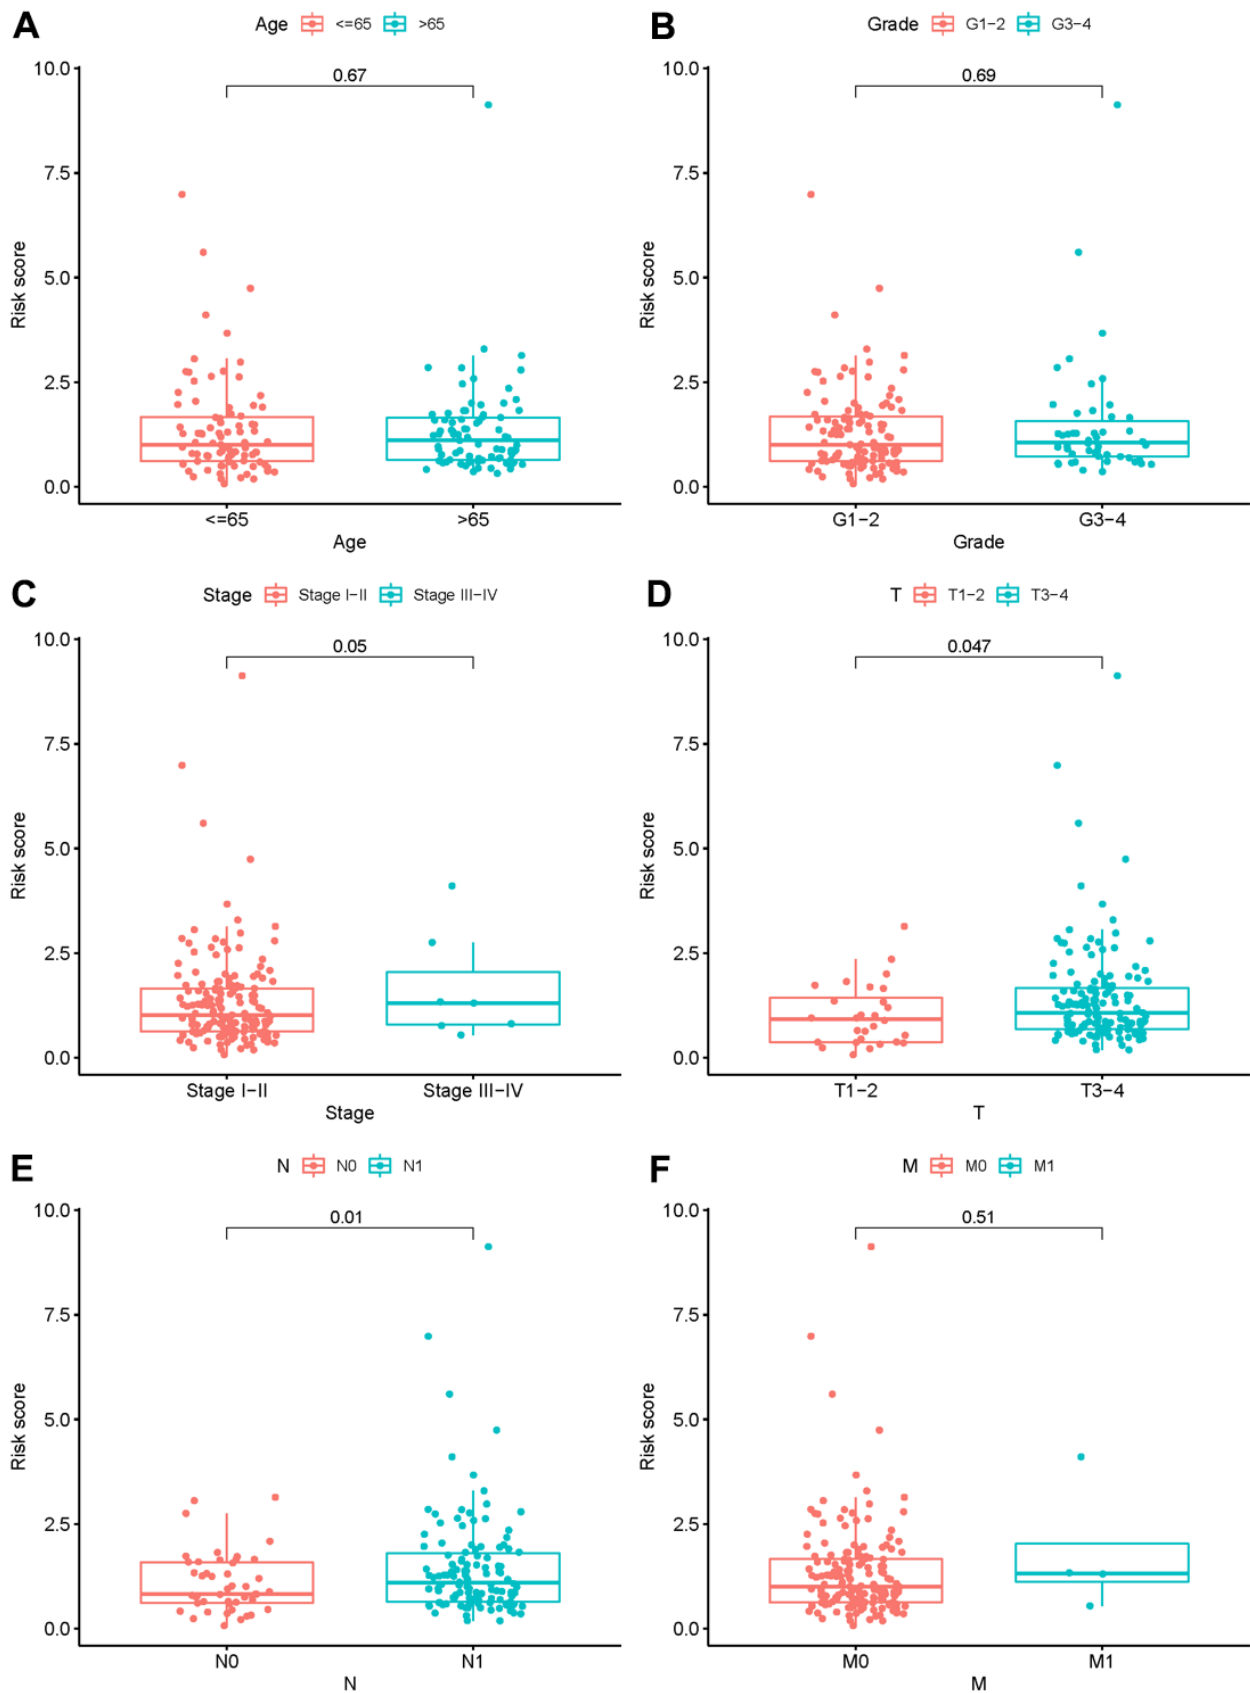 A
Age <=65 >65
10.0
0.67
7.5
5.0
2.5
0.0
Risk score
<=65 >65
Age
B
Grade G1−2 G3−4
10.0
0.69
7.5
5.0
2.5
0.0
Risk score
G1−2 G3−4
Grade
C
Stage Stage I−II Stage III−IV
10.0
0.05
7.5
5.0
2.5
0.0
Risk score
Stage I−II Stage III−IV
Stage
D
T T1−2 T3−4
10.0
0.047
7.5
5.0
2.5
0.0
Risk score
T1−2 T3−4
T
E
N N0 N1
10.0
0.01
7.5
5.0
2.5
0.0
Risk score
N0 N1
N
F
M M0 M1
10.0
0.51
7.5
5.0
2.5
0.0
Risk score
M0 M1
M